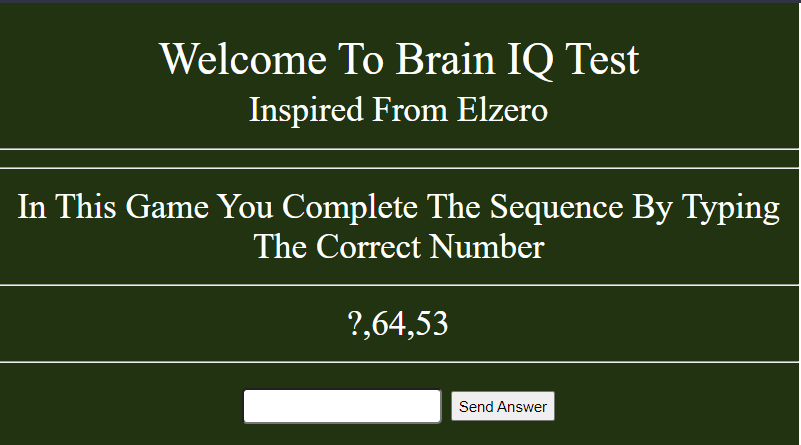 Welcome To Brain IQ Test
Inspired From Elzero
In This Game You Complete The Sequence By Typing
The Correct Number
?,64,53
Send Answer